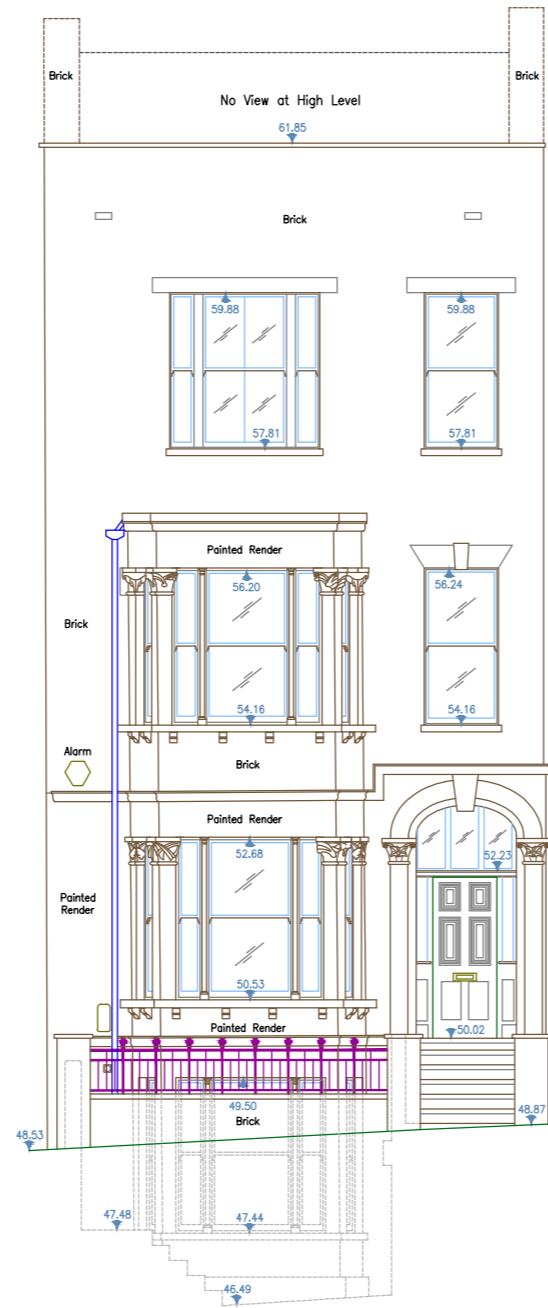 Brick
Brick
No View at High Level
61.85
Brick
59.88
59.88
57.81
57.81
Painted Render
56.20
56.24
Brick
54.16
54.16
Alarm
Brick
Painted Render
52.68
52.23
Painted
Render
50.53
Painted Render
50.02
49.50
Brick
48.87
48.53
47.48
47.44
46.49